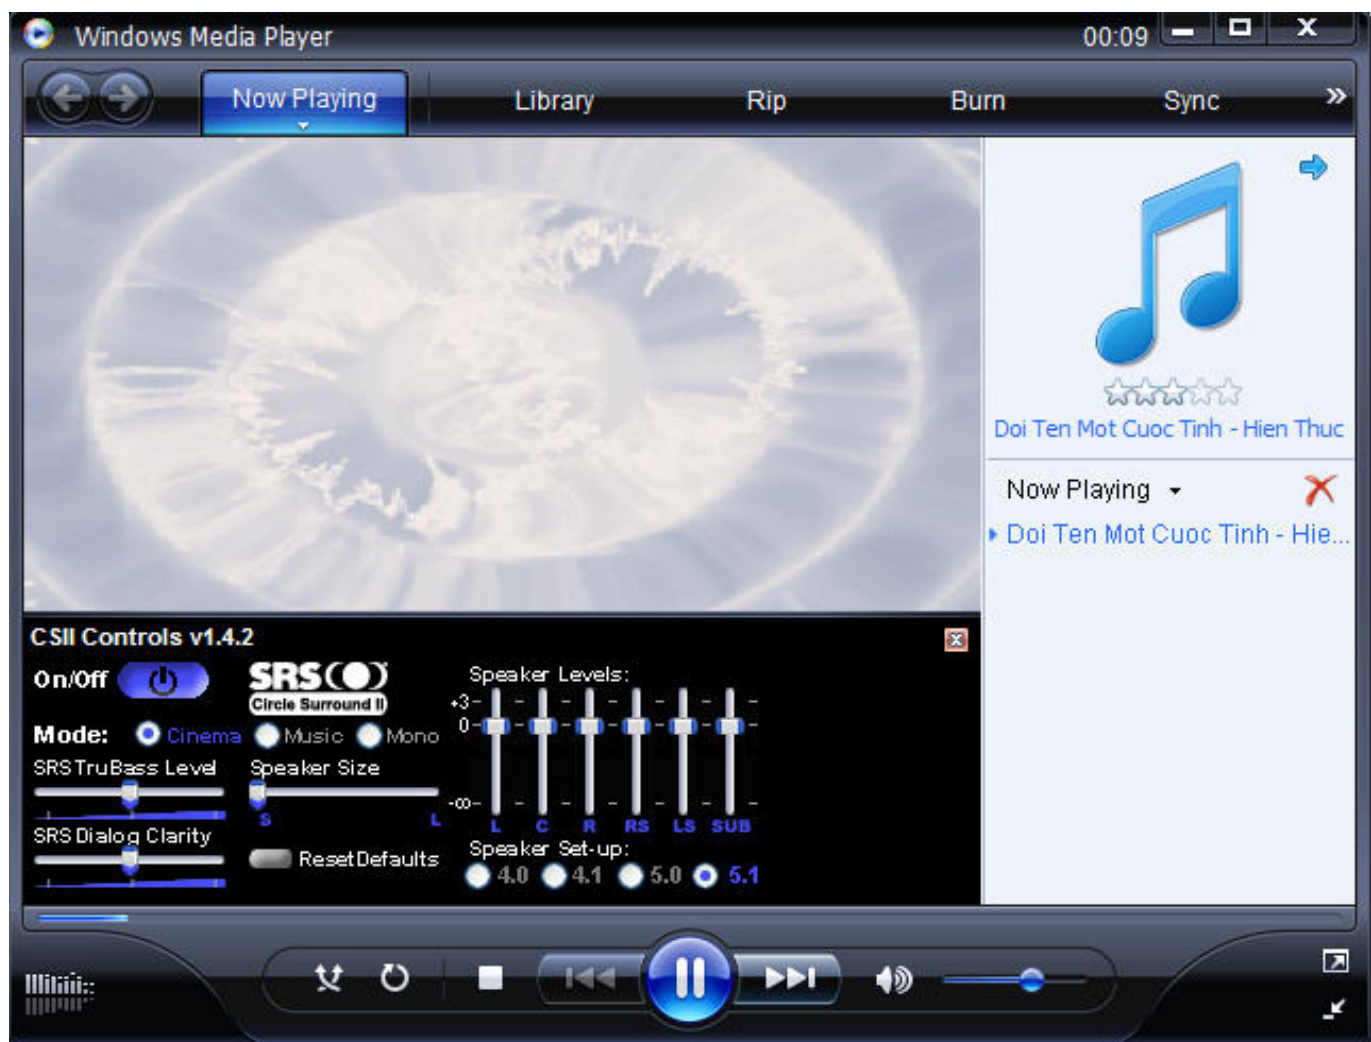 Windows Media Player
00:09
Now Playing
Library
Rip
Burn
Sync
Doi Ten Mot Cuoc Tinh - Hien Thuc
Now Playing
Doi Ten Mot Cuoc Tinh - Hie...
CSII Controls v1.4.2
On/Off
SRS
Circle Surround II
Mode: Cinema Music Mono
SRS TruBass Level
Speaker Size
S L
SRS Dialog Clarity
Reset Defaults
Speaker Levels:
+3-
0-
-∞-
L C R RS LS SUB
Speaker Set-up:
4.0 4.1 5.0 5.1